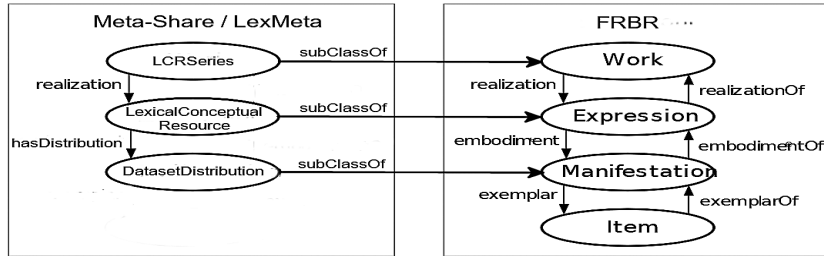 Meta-Share / LexMeta
LCRSeries
realization
subClassOf
LexicalConceptual
Resource
hasDistribution
subClassOf
DatasetDistribution
subClassOf
FRBR
Work
realization
realizationOf
Expression
embodiment
embodimentOf
Manifestation
exemplar
exemplarOf
Item